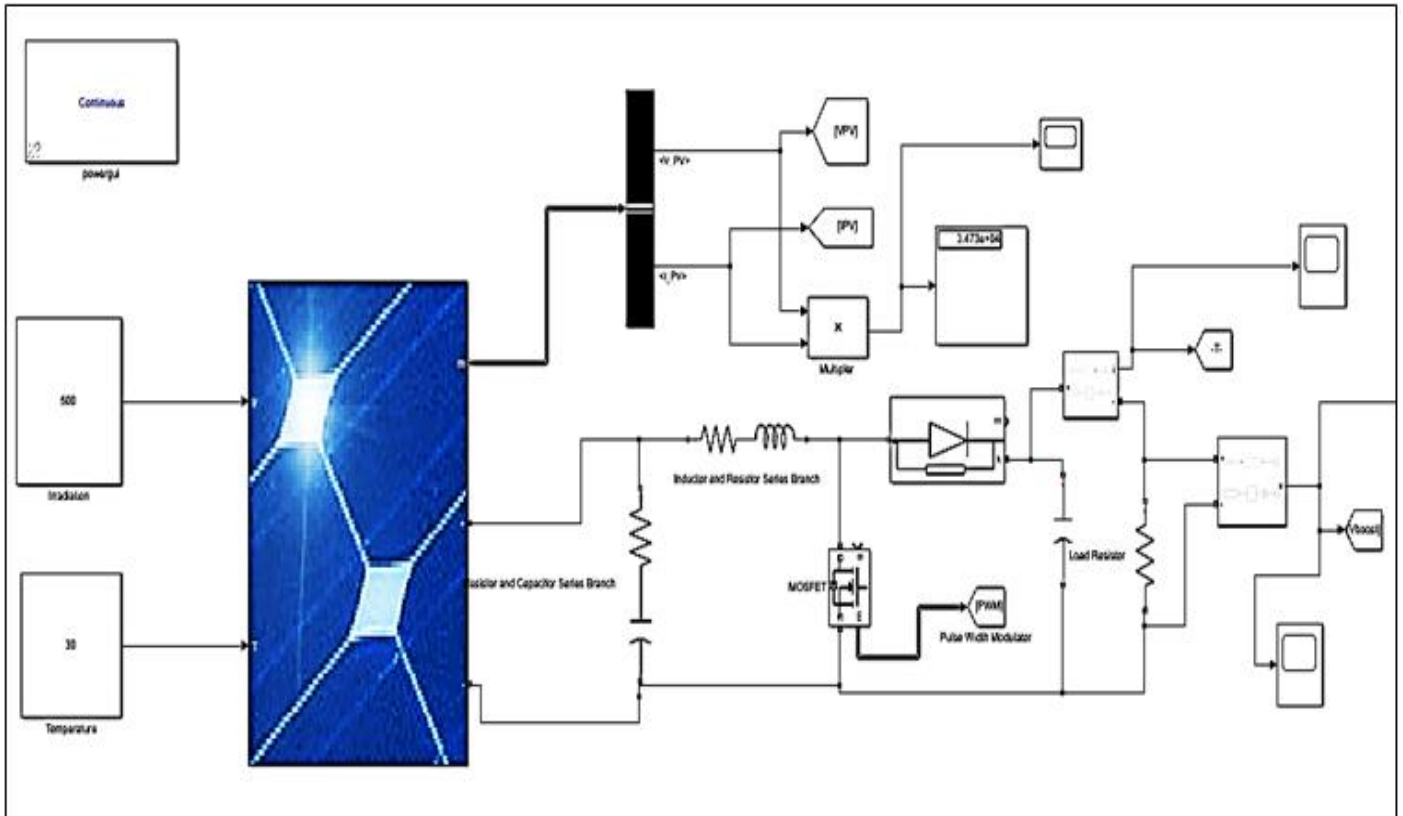 Continuous
powergui
[VPV]
<V_PV>
[IPV]
<I_PV>
3.473e+04
X
Multiplier
500
Irradiation
Inductor and Resistor Series Branch
Resistor and Capacitor Series Branch
MOSFET
Load Resistor
[PWM]
Pulse Width Modulator
Vboost]
30
Temperature